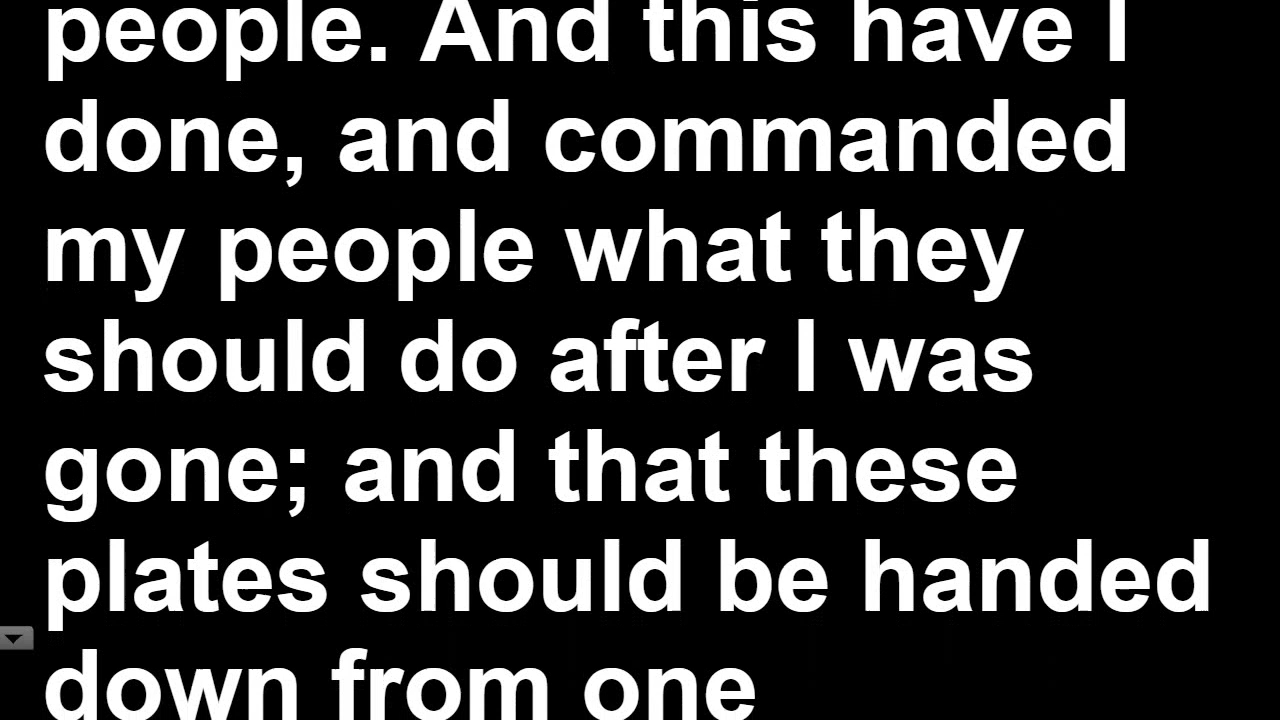 people. And this have I
done, and commanded
my people what they
should do after I was
gone; and that these
plates should be handed
down from one